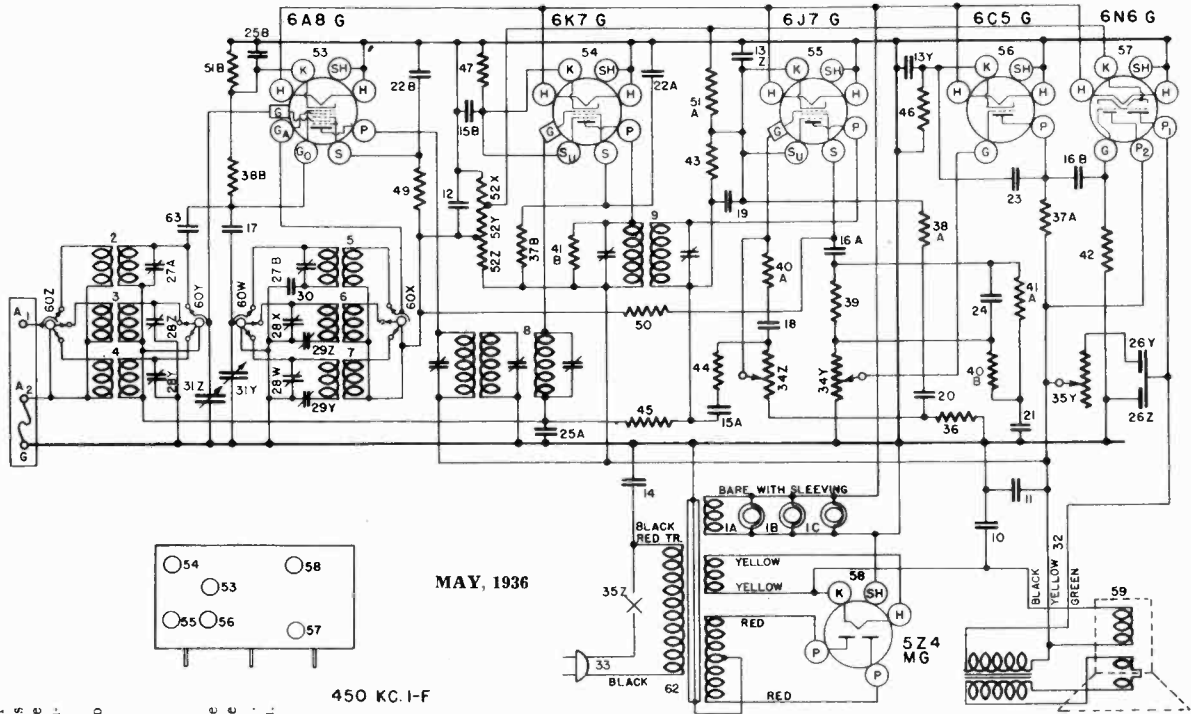 6A8 G 6K7 G 6J7 G 6C5 G 6N6 G
25B 53 54 13 Z 55 13Y 56 57
51B K SH 22B 47 K SH 22A K SH K SH K SH
H H H H H H H H H H
G 15B G 51 A G 46 P P1
GA GO S P SU S P 43 SU S P G G P2
38B 49 12 52X 19 23 16 B
63 17 52Y 37B 41 B 9 38 A 37A 42
2 5 52Z 16A
27A 27 B 40 A
60Z 3 60Y 60W 30 6 60X 39 24 41 A
A1 28Z 28X 50 18
4 29Z 7 8 44 34Z 34Y 40 B 26Y
A2 28Y 31Z 31Y 28W 29Y 20 35Y
45 15A 36 21 26Z
G 25A
14 BARE WITH SLEEVING 11
BLACK 1A 1B 1C 10
RED TR.
54 58 MAY, 1936 YELLOW 58 BLACK YELLOW 32 GREEN 59
53 35Z YELLOW K SH H
55 56 RED P 5Z4
57 MG
33 P
BLACK 62 RED
450 KC. I-F